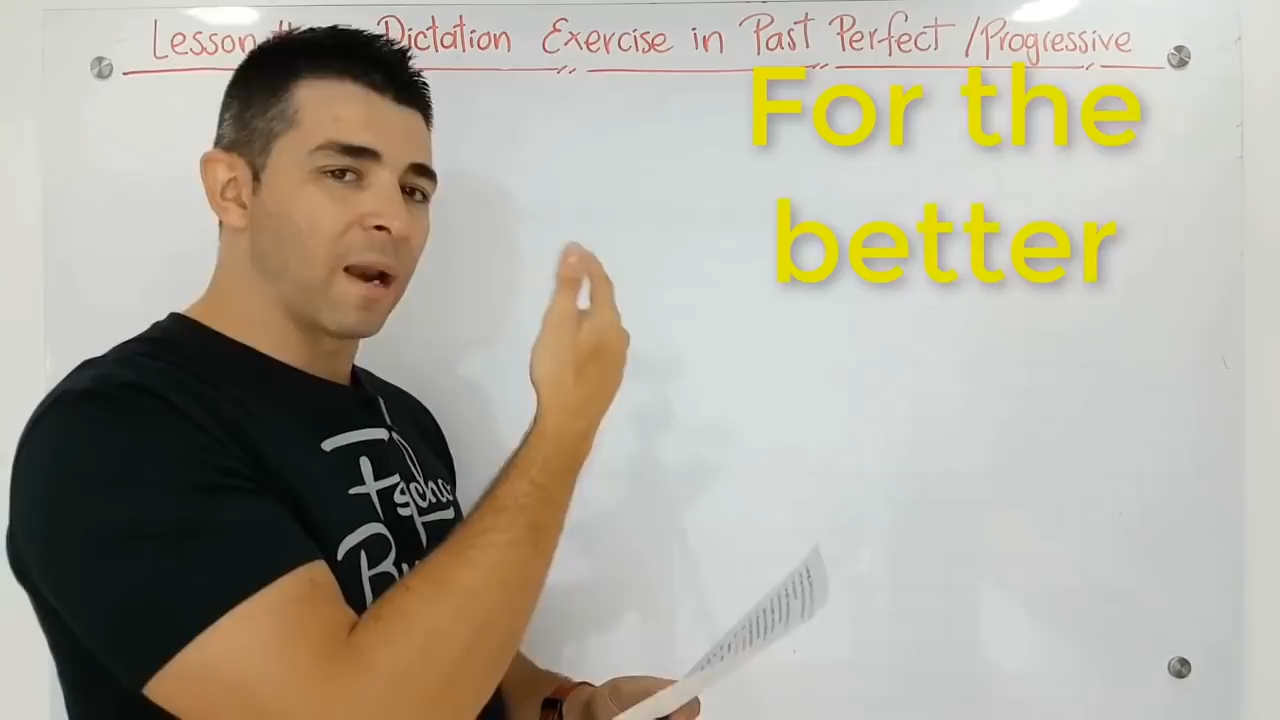 Lesson Dictation Exercise in Past Perfect/Progressive
For the
better